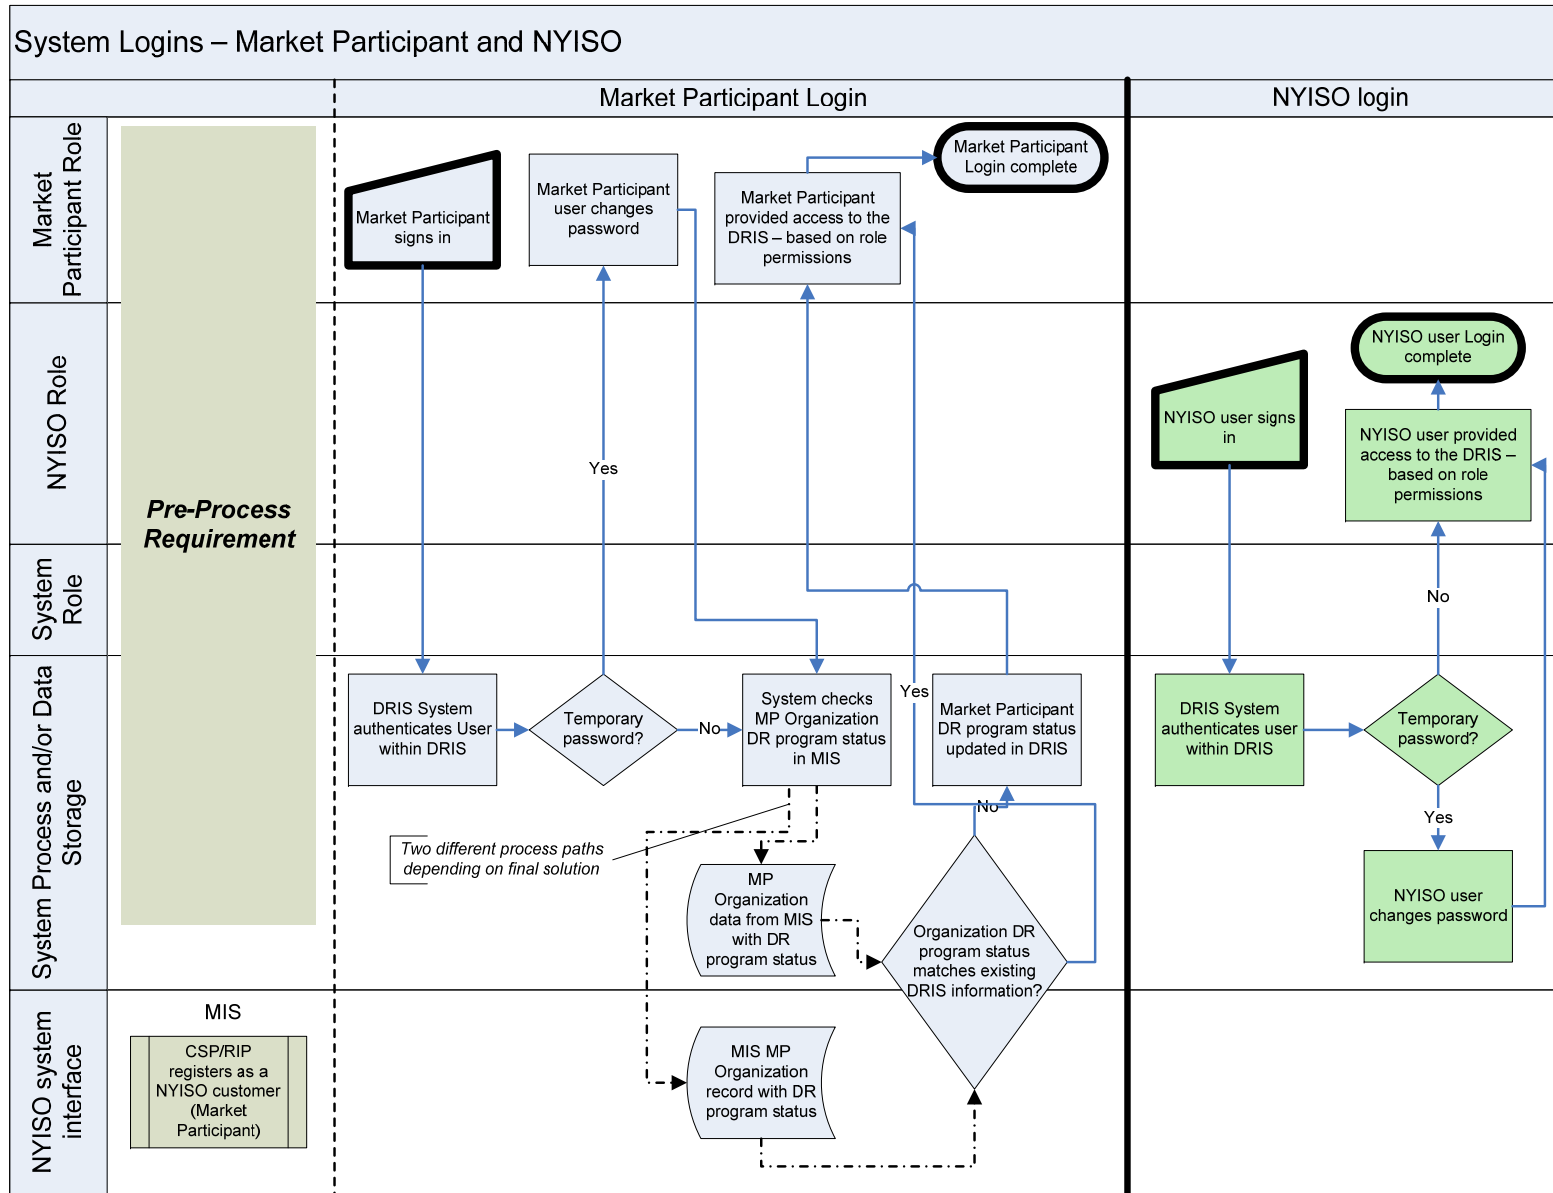 System Logins – Market Participant and NYISO
Market Participant Login
NYISO login
Market
Participant Role
NYISO Role
System
Role
System Process and/or Data
Storage
NYISO system
interface
Pre-Process
Requirement
MIS
CSP/RIP
registers as a
NYISO customer
(Market
Participant)
Market Participant
signs in
Market Participant
user changes
password
Market Participant
provided access to the
DRIS – based on role
permissions
Market Participant
Login complete
Yes
DRIS System
authenticates User
within DRIS
Temporary
password?
No
System checks
MP Organization
DR program status
in MIS
Yes
Market Participant
DR program status
updated in DRIS
No
Two different process paths
depending on final solution
MP
Organization
data from MIS
with DR
program status
Organization DR
program status
matches existing
DRIS information?
MIS MP
Organization
record with DR
program status
NYISO user signs
in
NYISO user Login
complete
NYISO user provided
access to the DRIS –
based on role
permissions
No
DRIS System
authenticates user
within DRIS
Temporary
password?
Yes
NYISO user
changes password